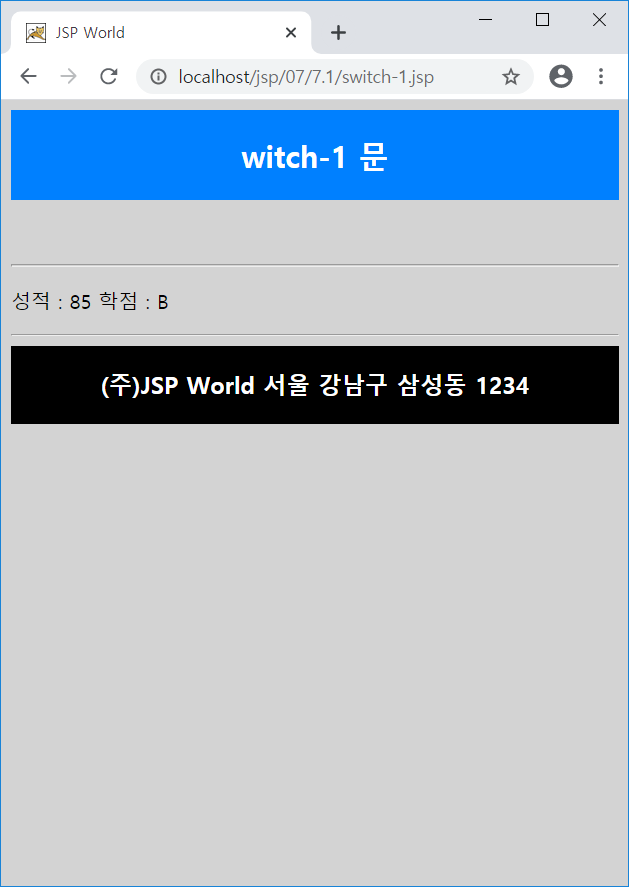 JSP World
localhost/jsp/07/7.1/switch-1.jsp
witch-1 문
성적 : 85 학점 : B
(주)JSP World 서울 강남구 삼성동 1234